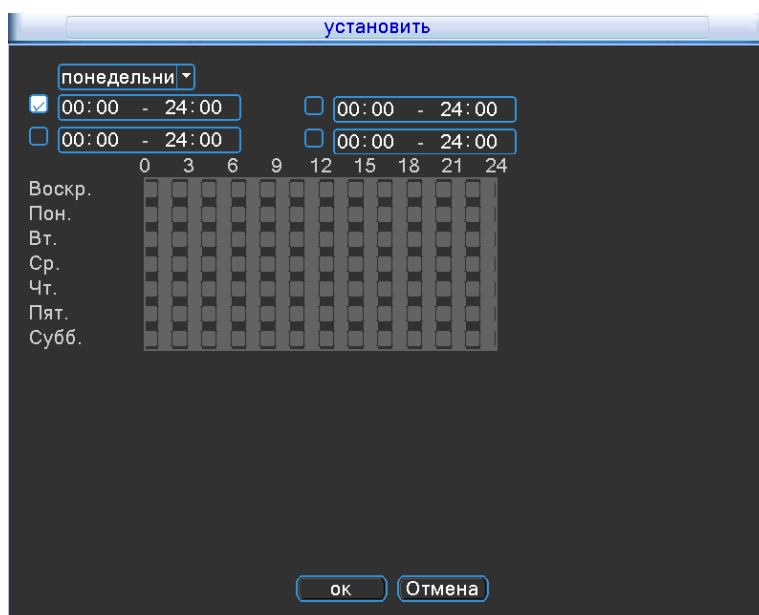 установить
понедельни
00:00 - 24:00 00:00 - 24:00
00:00 - 24:00 00:00 - 24:00
0 3 6 9 12 15 18 21 24
Воскр.
Пон.
Вт.
Ср.
Чт.
Пят.
Субб.
ок Отмена